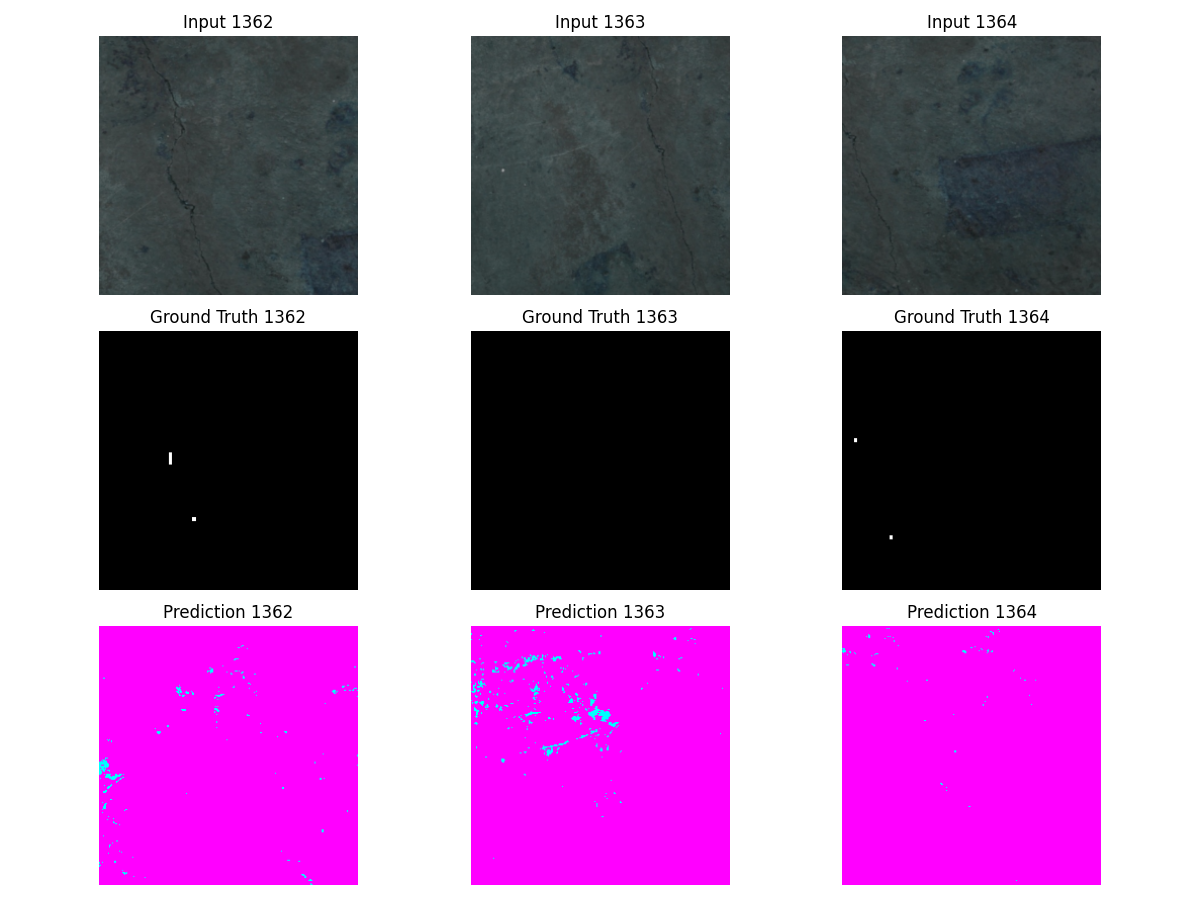 Input 1362
Input 1363
Input 1364
Ground Truth 1362
Ground Truth 1363
Ground Truth 1364
Prediction 1362
Prediction 1363
Prediction 1364